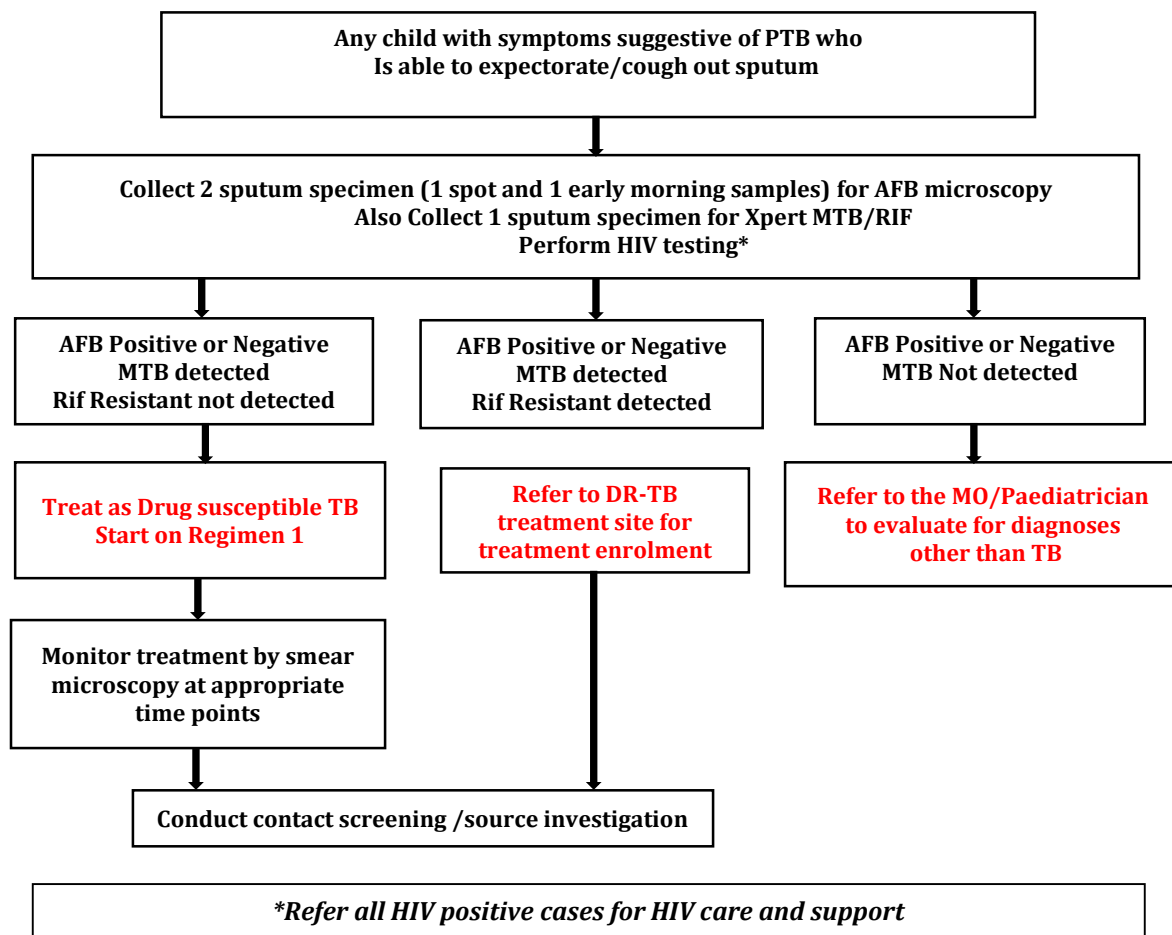 Any child with symptoms suggestive of PTB who
Is able to expectorate/cough out sputum
Collect 2 sputum specimen (1 spot and 1 early morning samples) for AFB microscopy
Also Collect 1 sputum specimen for Xpert MTB/RIF
Perform HIV testing*
AFB Positive or Negative
MTB detected
Rif Resistant not detected
AFB Positive or Negative
MTB detected
Rif Resistant detected
AFB Positive or Negative
MTB Not detected
Treat as Drug susceptible TB
Start on Regimen 1
Refer to DR-TB
treatment site for
treatment enrolment
Refer to the MO/Paediatrician
to evaluate for diagnoses
other than TB
Monitor treatment by smear
microscopy at appropriate
time points
Conduct contact screening /source investigation
*Refer all HIV positive cases for HIV care and support